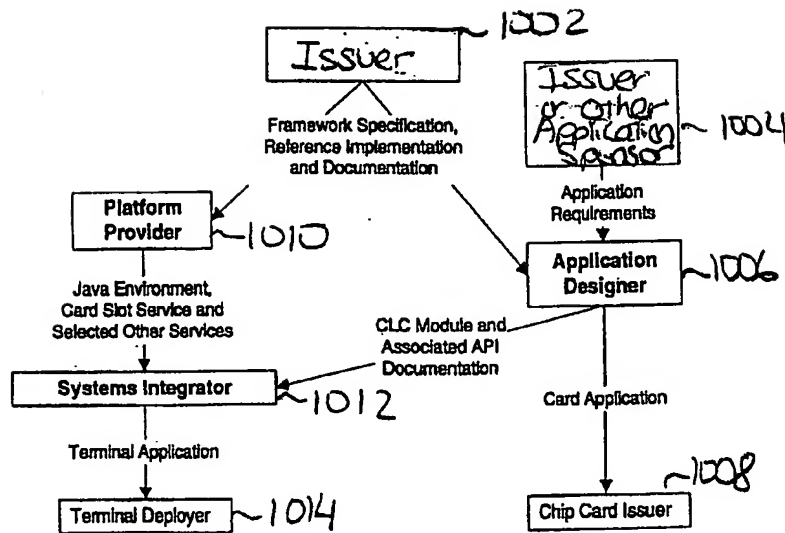 1002
Issuer
Issuer
or other
Application
Sponsor
1004
Framework Specification,
Reference Implementation
and Documentation
Application
Requirements
Platform
Provider
1010
Application
Designer
1006
Java Environment,
Card Slot Service and
Selected Other Services
CLC Module and
Associated API
Documentation
Systems Integrator
1012
Card Application
Terminal Application
1008
Terminal Deployer
1014
Chip Card Issuer